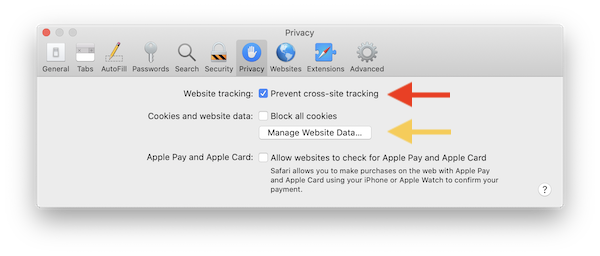 Privacy
General Tabs AutoFill Passwords Search Security Privacy Websites Extensions Advanced
Website tracking: Prevent cross-site tracking
Cookies and website data: Block all cookies
Manage Website Data...
Apple Pay and Apple Card: Allow websites to check for Apple Pay and Apple Card
Safari allows you to make purchases on the web with Apple Pay
and Apple Card using your iPhone or Apple Watch to confirm your
payment.
?